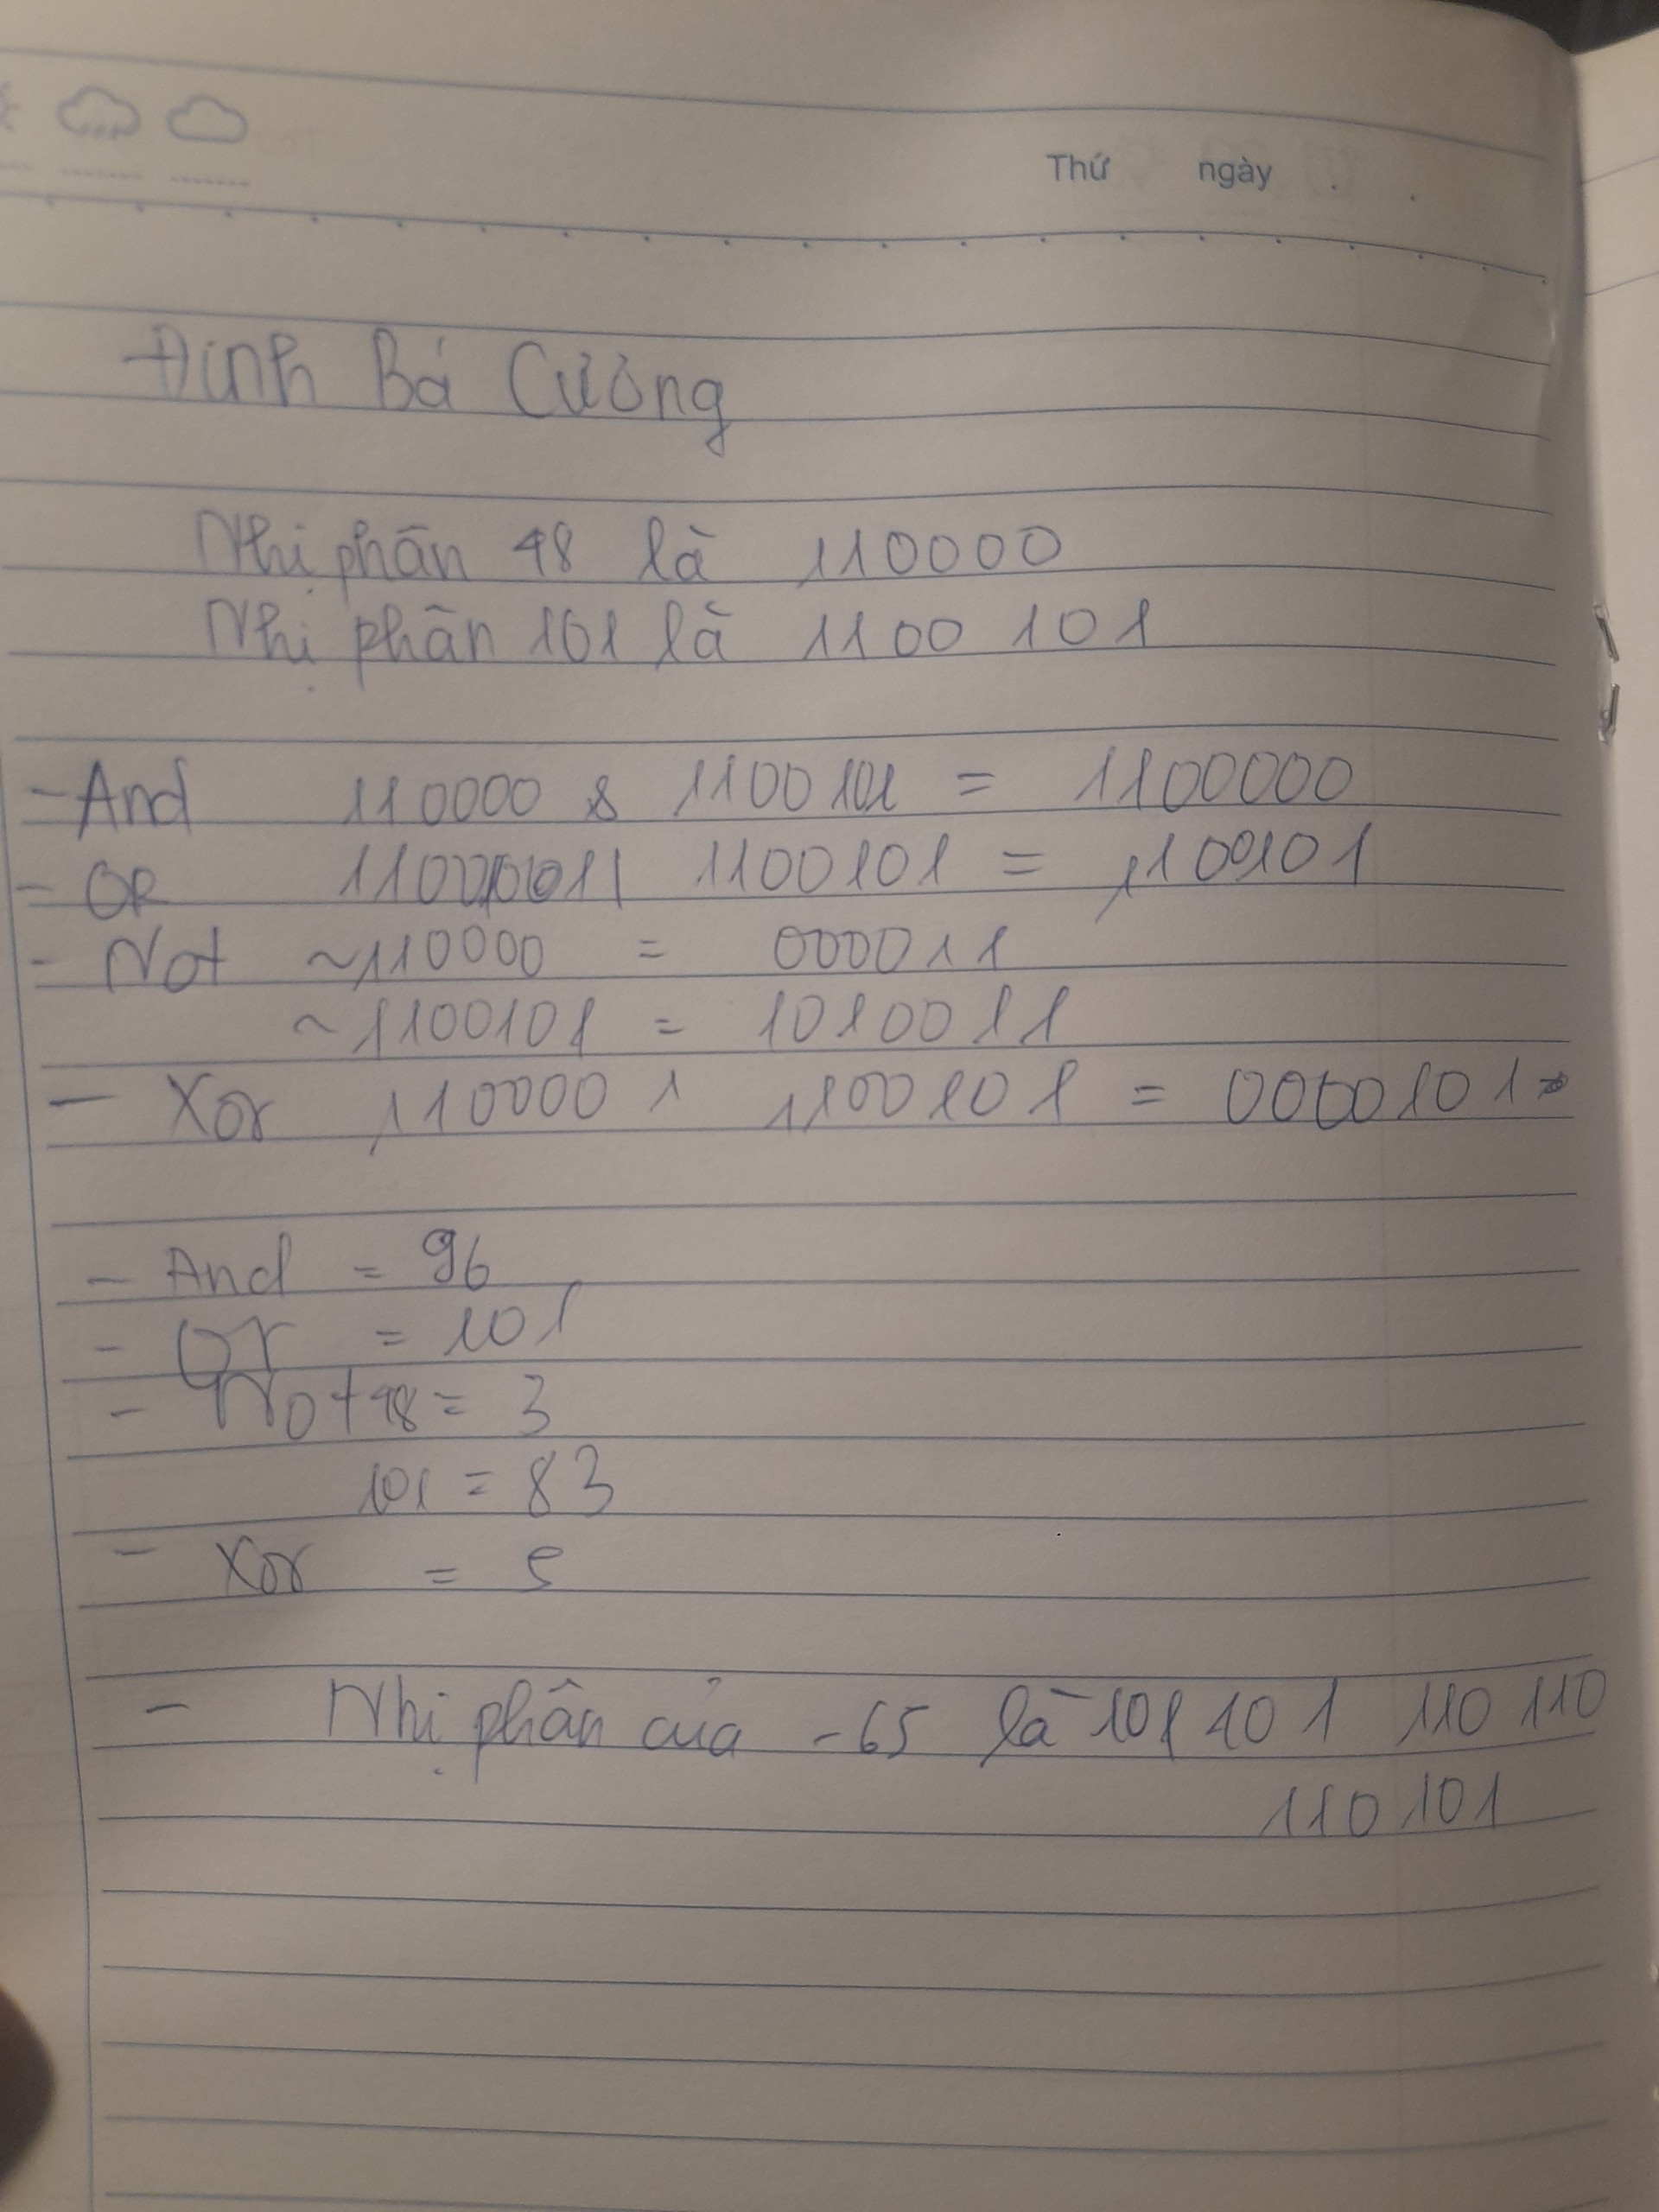 Thứ ngày . .
Đinh Bá Cường
Nhị phân 48 là 110000
Nhị phân 101 là 1100 101
- And 110000 & 1100101 = 1100000
- OR 1100101 = 1100101
- Not ~110000 = 000011
~1100101 = 1010011
- Xor 110000 ^ 1100101 = 0000101
- And = 96
- Or = 101
- Not 48 = 3
101 = 83
- Xor = 5
- Nhị phân của -65 là 101 101 110 110
110 101